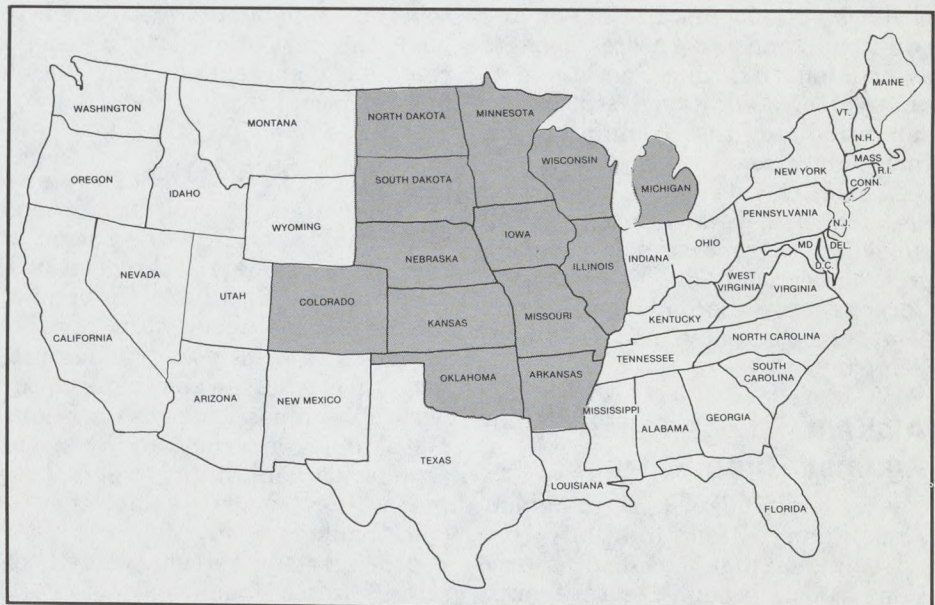 MAINE
WASHINGTON
MONTANA
NORTH DAKOTA
MINNESOTA
VT.
N.H.
OREGON
IDAHO
SOUTH DAKOTA
WISCONSIN
MICHIGAN
NEW YORK
MASS
R.I.
CONN.
WYOMING
IOWA
PENNSYLVANIA
N.J.
NEVADA
UTAH
COLORADO
NEBRASKA
ILLINOIS
INDIANA
OHIO
MD
DEL.
D.C.
WEST
VIRGINIA
VIRGINIA
CALIFORNIA
KANSAS
MISSOURI
KENTUCKY
NORTH CAROLINA
TENNESSEE
SOUTH
CAROLINA
ARIZONA
NEW MEXICO
OKLAHOMA
ARKANSAS
MISSISSIPPI
ALABAMA
GEORGIA
TEXAS
LOUISIANA
FLORIDA